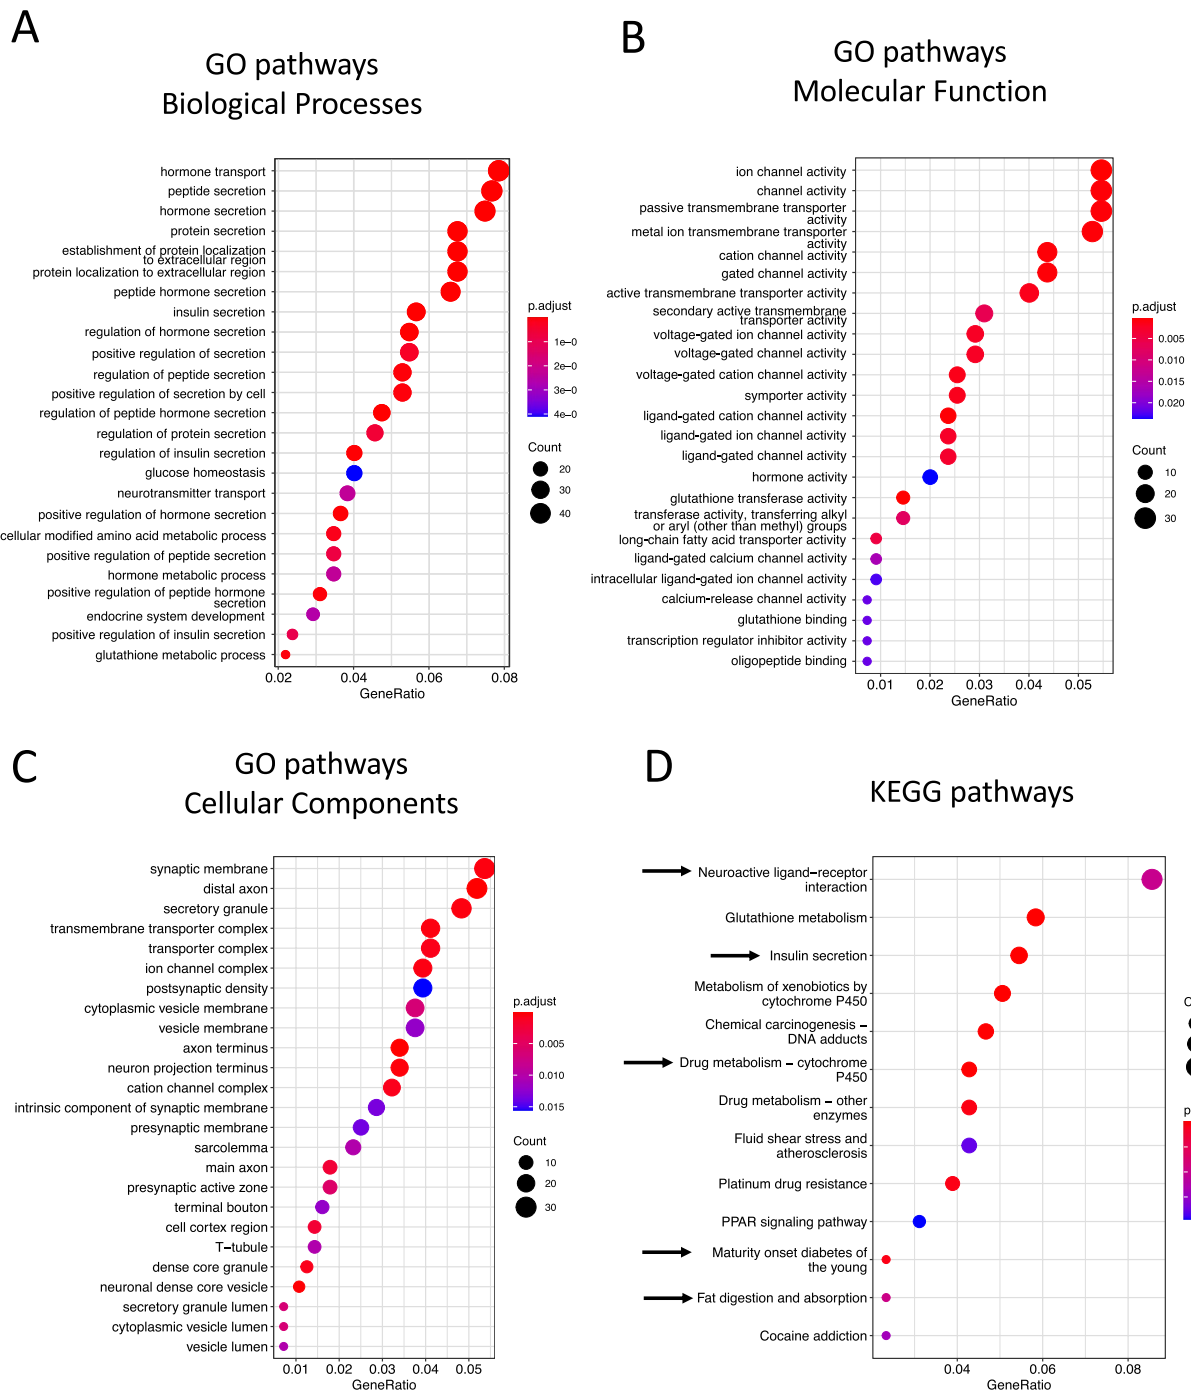 A
GO pathways
Biological Processes
hormone transport
peptide secretion
hormone secretion
protein secretion
establishment of protein localization
to extracellular region
protein localization to extracellular region
peptide hormone secretion
insulin secretion
regulation of hormone secretion
positive regulation of secretion
regulation of peptide secretion
positive regulation of secretion by cell
regulation of peptide hormone secretion
regulation of protein secretion
regulation of insulin secretion
glucose homeostasis
neurotransmitter transport
positive regulation of hormone secretion
cellular modified amino acid metabolic process
positive regulation of peptide secretion
hormone metabolic process
positive regulation of peptide hormone
secretion
endocrine system development
positive regulation of insulin secretion
glutathione metabolic process
0.02 0.04 0.06 0.08
GeneRatio
p.adjust
1e-0
2e-0
3e-0
4e-0
Count
20
30
40
B
GO pathways
Molecular Function
ion channel activity
channel activity
passive transmembrane transporter
activity
metal ion transmembrane transporter
activity
cation channel activity
gated channel activity
active transmembrane transporter activity
secondary active transmembrane
transporter activity
voltage-gated ion channel activity
voltage-gated channel activity
voltage-gated cation channel activity
symporter activity
ligand-gated cation channel activity
ligand-gated ion channel activity
ligand-gated channel activity
hormone activity
glutathione transferase activity
transferase activity, transferring alkyl
or aryl (other than methyl) groups
long-chain fatty acid transporter activity
ligand-gated calcium channel activity
intracellular ligand-gated ion channel activity
calcium-release channel activity
glutathione binding
transcription regulator inhibitor activity
oligopeptide binding
0.01 0.02 0.03 0.04 0.05
GeneRatio
p.adjust
0.005
0.010
0.015
0.020
Count
10
20
30
C
GO pathways
Cellular Components
synaptic membrane
distal axon
secretory granule
transmembrane transporter complex
transporter complex
ion channel complex
postsynaptic density
cytoplasmic vesicle membrane
vesicle membrane
axon terminus
neuron projection terminus
cation channel complex
intrinsic component of synaptic membrane
presynaptic membrane
sarcolemma
main axon
presynaptic active zone
terminal bouton
cell cortex region
T-tubule
dense core granule
neuronal dense core vesicle
secretory granule lumen
cytoplasmic vesicle lumen
vesicle lumen
0.01 0.02 0.03 0.04 0.05
GeneRatio
p.adjust
0.005
0.010
0.015
Count
10
20
30
D
KEGG pathways
Neuroactive ligand-receptor
interaction
Glutathione metabolism
Insulin secretion
Metabolism of xenobiotics by
cytochrome P450
Chemical carcinogenesis -
DNA adducts
Drug metabolism - cytochrome
P450
Drug metabolism - other
enzymes
Fluid shear stress and
atherosclerosis
Platinum drug resistance
PPAR signaling pathway
Maturity onset diabetes of
the young
Fat digestion and absorption
Cocaine addiction
0.04 0.06 0.08
GeneRatio
C
p